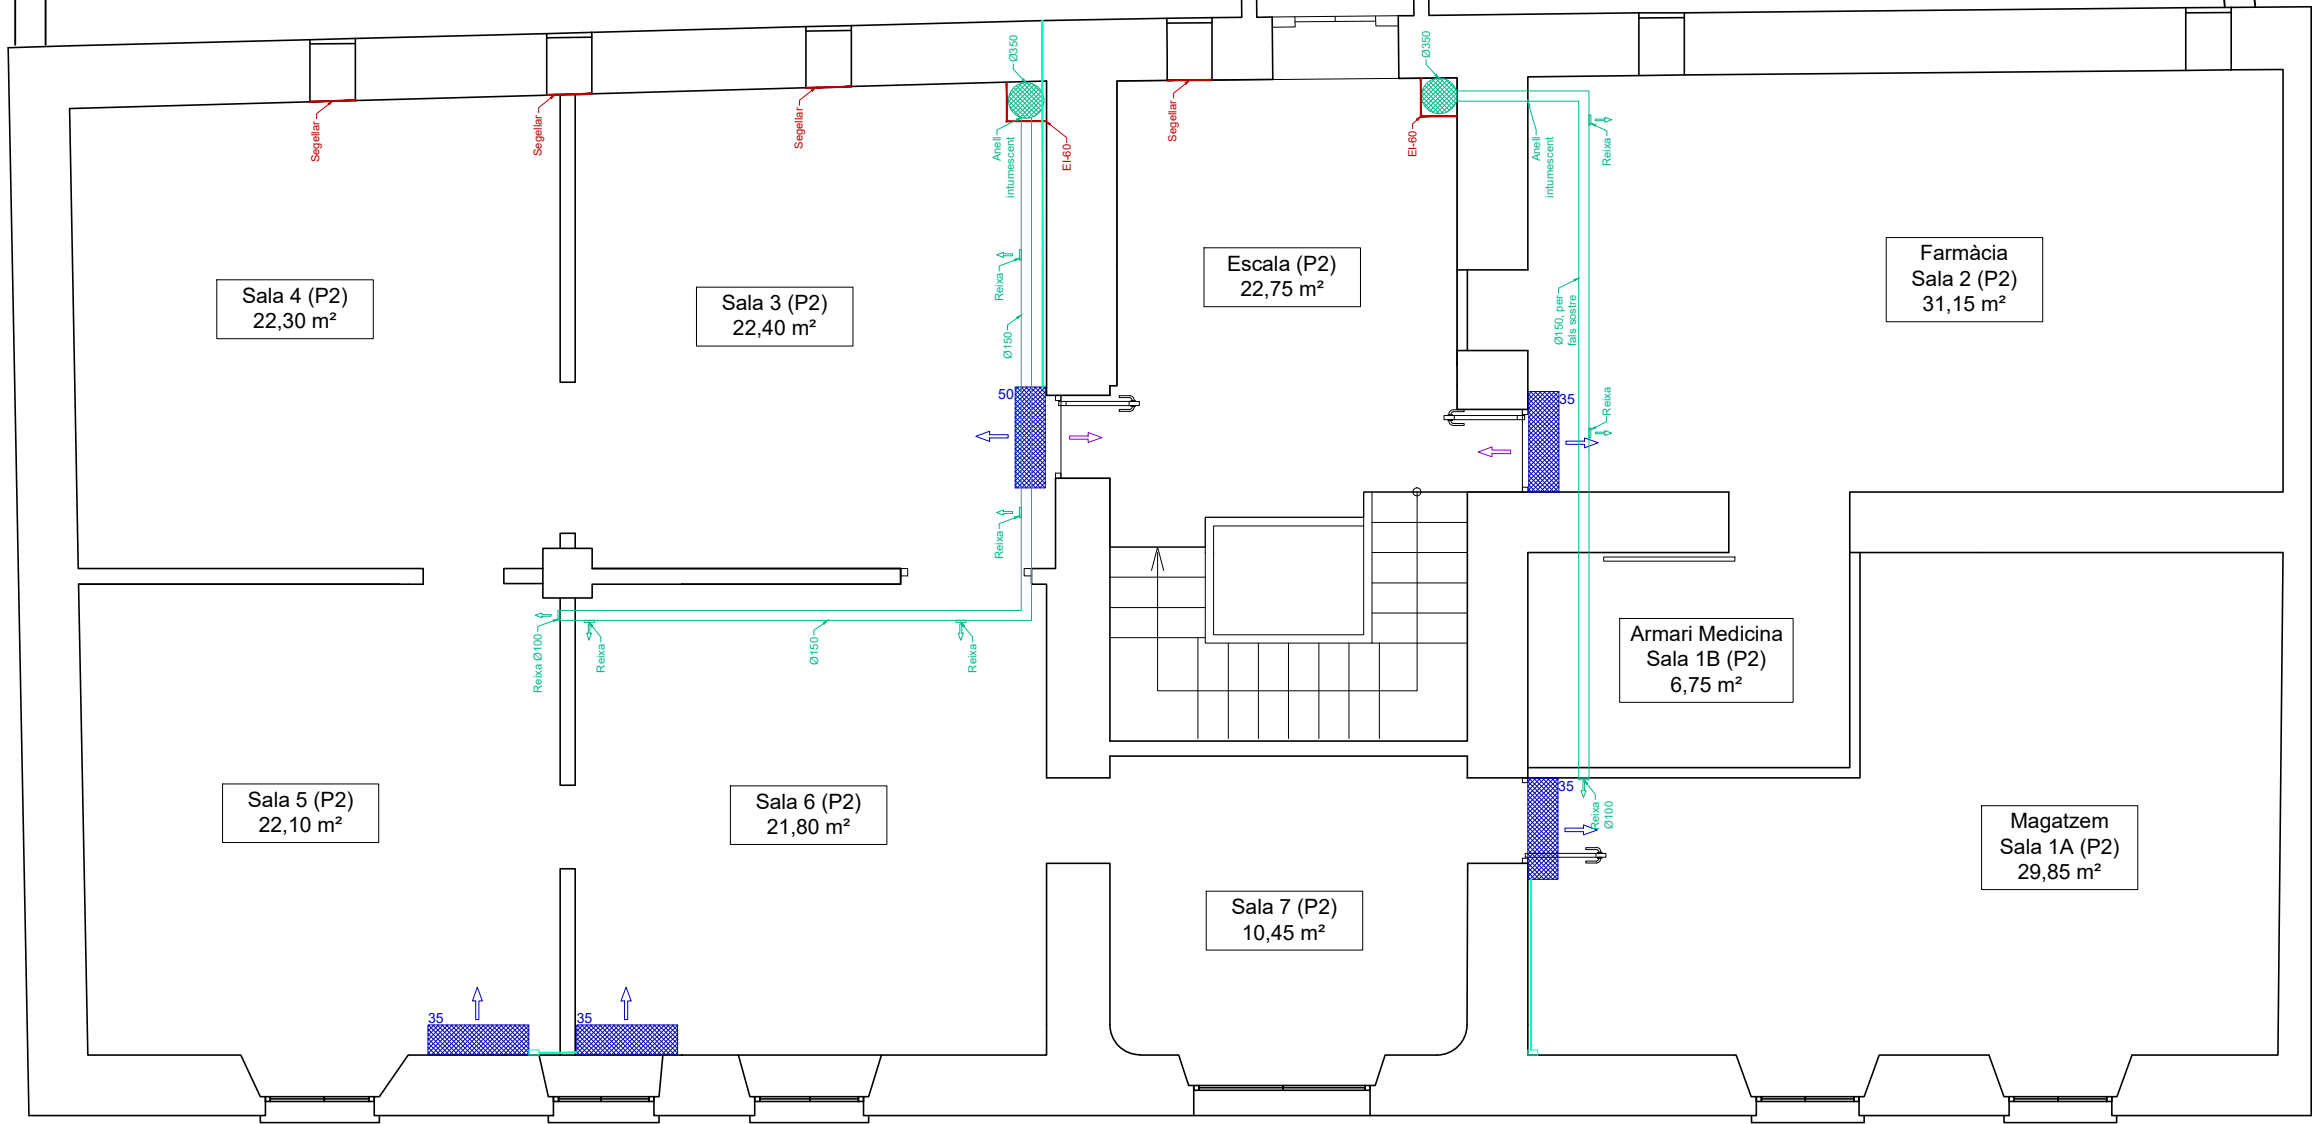 Ø350
Ø350
Segellar
Segellar
Segellar
Anell
intumescent
EI-60
Segellar
EI-60
Anell
intumescent
Reixa
Sala 4 (P2)
22,30 m²
Sala 3 (P2)
22,40 m²
Reixa
Ø150
Escala (P2)
22,75 m²
Ø150, per
fals sostre
Farmàcia
Sala 2 (P2)
31,15 m²
50
35
Reixa
Reixa
Reixa Ø100
Reixa
Ø150
Reixa
Armari Medicina
Sala 1B (P2)
6,75 m²
Sala 5 (P2)
22,10 m²
Sala 6 (P2)
21,80 m²
35
Reixa
Ø100
Magatzem
Sala 1A (P2)
29,85 m²
Sala 7 (P2)
10,45 m²
35
35